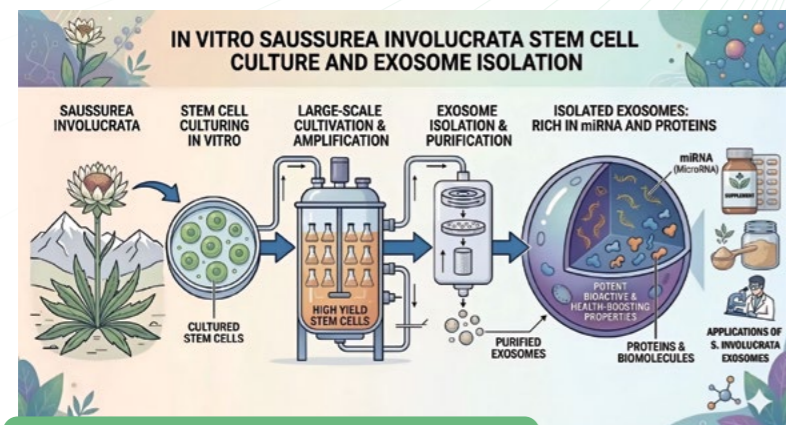 IN VITRO SAUSSUREA INVOLUCRATA STEM CELL
CULTURE AND EXOSOME ISOLATION
SAUSSUREA
INVOLUCRATA
STEM CELL
CULTURING
IN VITRO
LARGE-SCALE
CULTIVATION &
AMPLIFICATION
EXOSOME
ISOLATION &
PURIFICATION
ISOLATED EXOSOMES:
RICH IN miRNA AND PROTEINS
miRNA
(MicroRNA)
SUPPLEMENT
CULTURED
STEM CELLS
HIGH YIELD
STEM CELLS
PURIFIED
EXOSOMES
POTENT
BIOACTIVE &
HEALTH-BOOSTING
PROPERTIES
PROTEINS &
BIOMOLECULES
APPLICATIONS OF
S. INVOLUCRATA
EXOSOMES